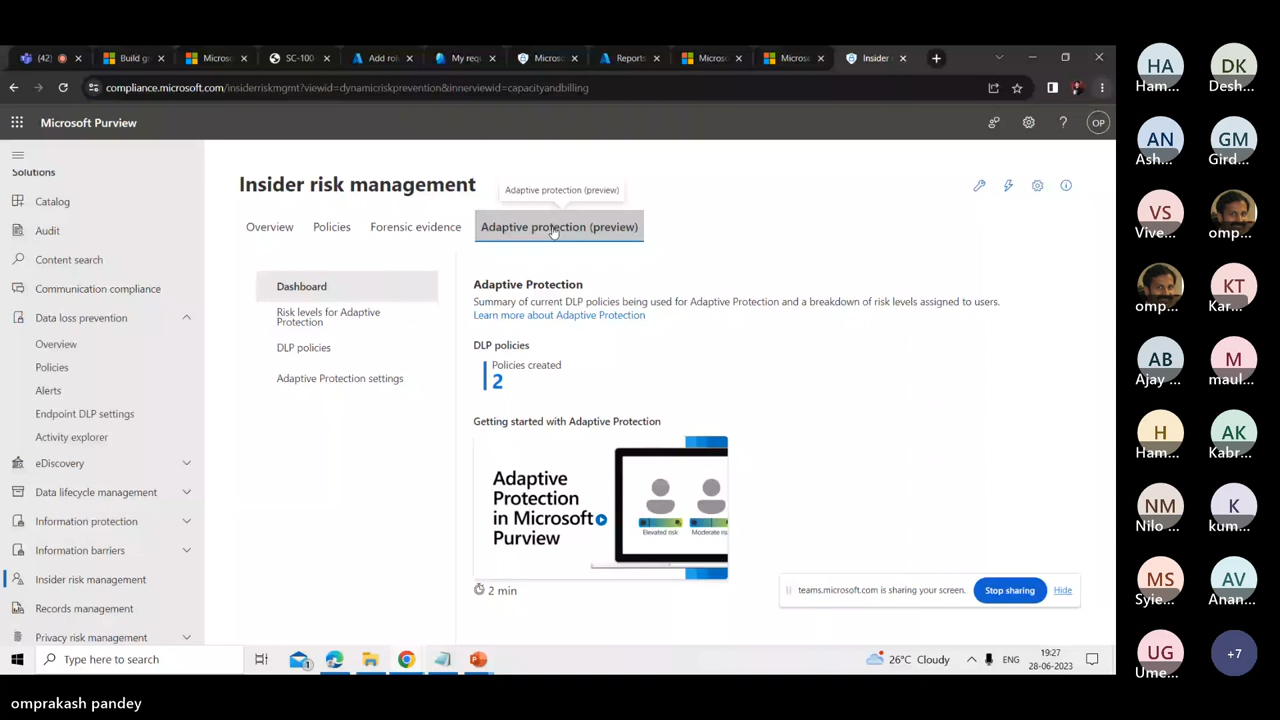 (42)
Build gr
Microso
SC-100
Add rol
My req
Microso
Reports
Microso
Microso
Insider
compliance.microsoft.com/insiderriskmgmt?viewid=dynamicriskprevention&innerviewid=capacityandbilling
Microsoft Purview
?
OP
Solutions
Catalog
Audit
Content search
Communication compliance
Data loss prevention
Overview
Policies
Alerts
Endpoint DLP settings
Activity explorer
eDiscovery
Data lifecycle management
Information protection
Information barriers
Insider risk management
Records management
Privacy risk management
Insider risk management
Adaptive protection (preview)
Overview
Policies
Forensic evidence
Adaptive protection (preview)
Dashboard
Risk levels for Adaptive
Protection
DLP policies
Adaptive Protection settings
Adaptive Protection
Summary of current DLP policies being used for Adaptive Protection and a breakdown of risk levels assigned to users.
Learn more about Adaptive Protection
DLP policies
Policies created
2
Getting started with Adaptive Protection
Adaptive
Protection
in Microsoft
Purview
Elevated risk
Moderate ris
2 min
teams.microsoft.com is sharing your screen.
Stop sharing
Hide
Type here to search
1
26°C Cloudy
ENG
19:27
28-06-2023
HA
Ham...
DK
Desh...
AN
Ash...
GM
Gird...
VS
Vive...
omp...
omp...
KT
Kar...
AB
Ajay ...
M
maul...
H
Ham...
AK
Kabr...
NM
Nilo ...
K
kum...
MS
Syie...
AV
Anan...
UG
Ume...
+7
omprakash pandey